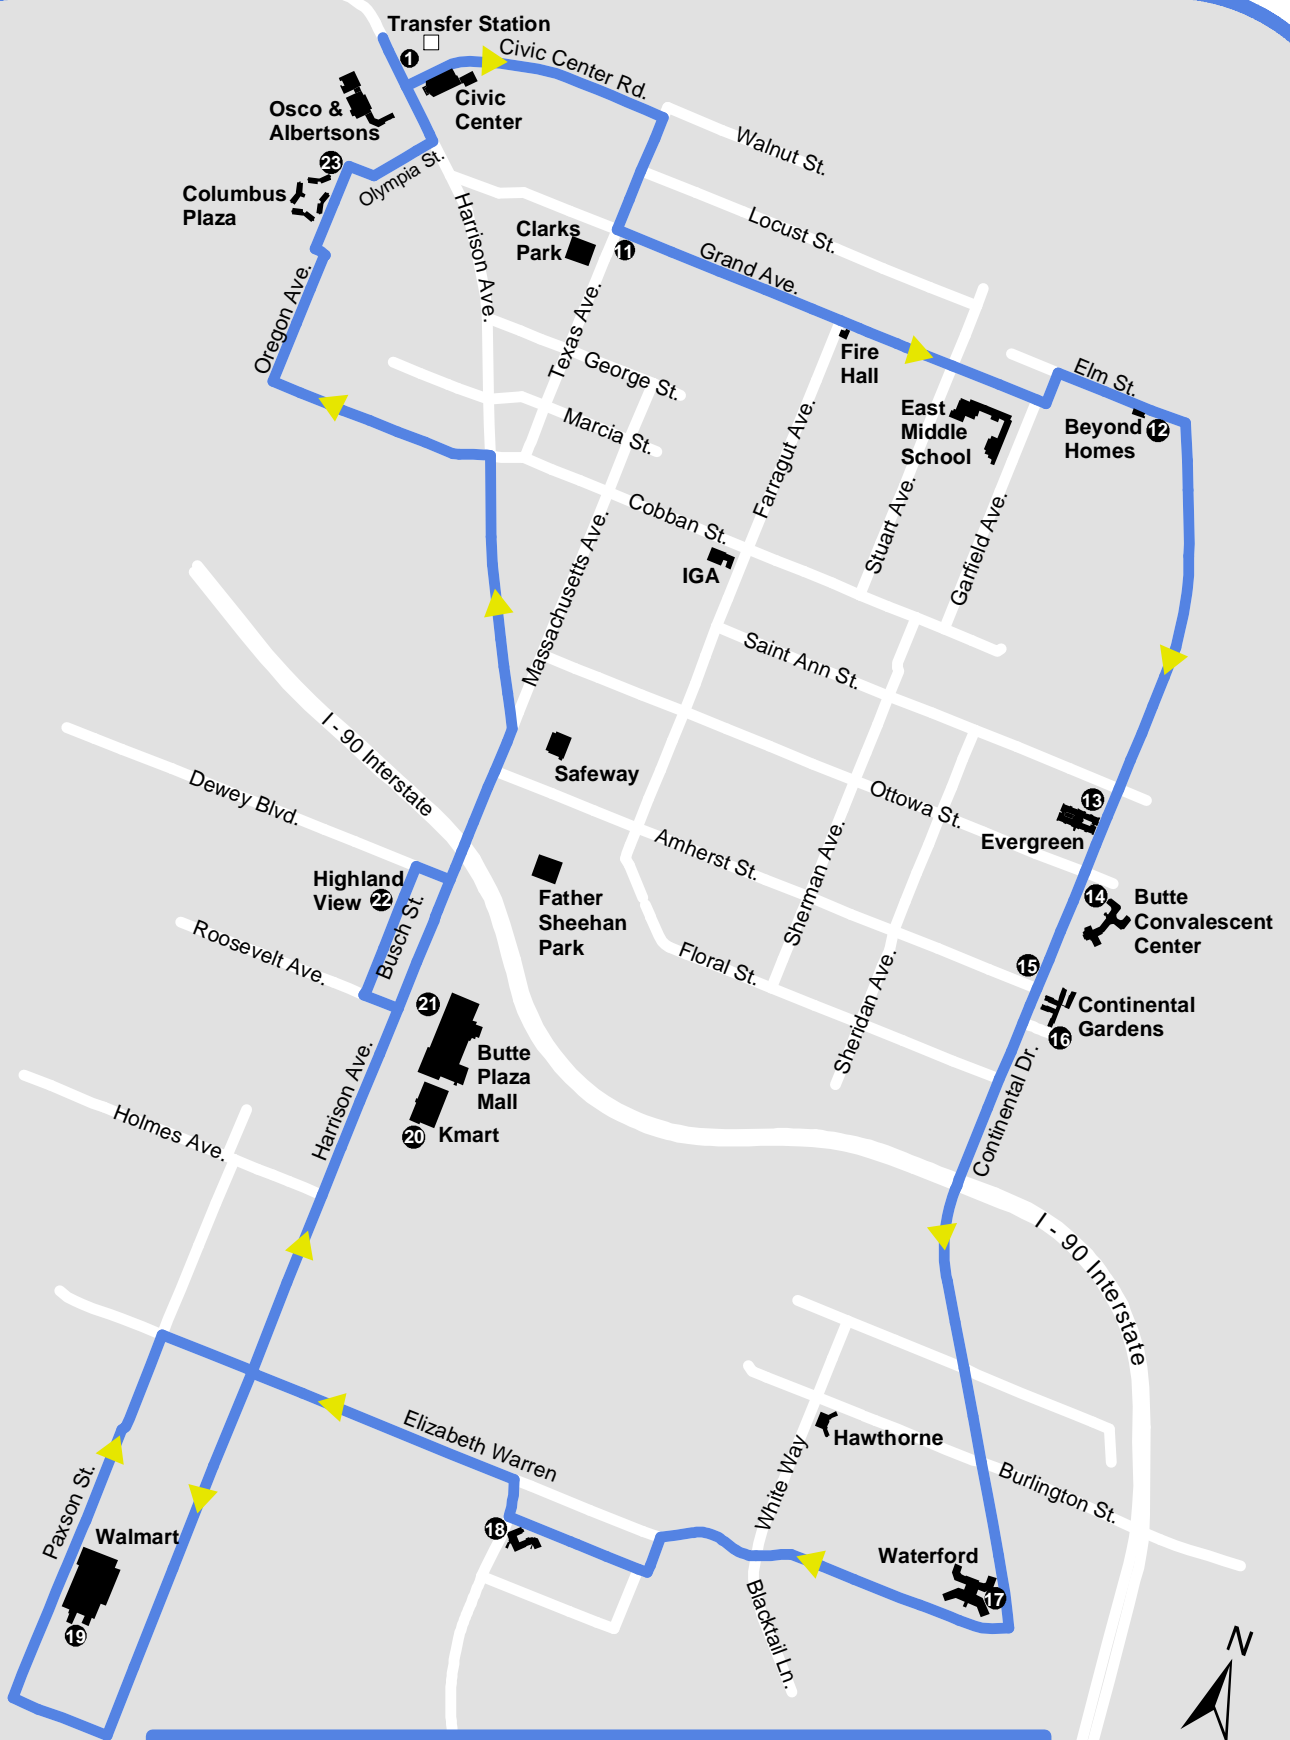 Transfer Station
1
Civic Center Rd.
Civic
Center
Osco &
Albertsons
23
Olympia St.
Columbus
Plaza
Walnut St.
Locust St.
Harrison Ave.
Clarks
Park
11
Grand Ave.
Oregon Ave.
Texas Ave.
George St.
Fire
Hall
Elm St.
Marcia St.
Farragut Ave.
East
Middle
School
Beyond
Homes
12
Cobban St.
Stuart Ave.
Garfield Ave.
IGA
Massachusetts Ave.
Saint Ann St.
I - 90 Interstate
Safeway
Dewey Blvd.
Ottowa St.
13
Evergreen
Amherst St.
Sherman Ave.
Highland
View
22
Busch St.
Father
Sheehan
Park
14
Butte
Convalescent
Center
Roosevelt Ave.
Floral St.
15
21
Sheridan Ave.
Continental
Gardens
16
Butte
Plaza
Mall
Harrison Ave.
Continental Dr.
Holmes Ave.
20
Kmart
I - 90 Interstate
Elizabeth Warren
Hawthorne
White Way
Burlington St.
Paxson St.
Walmart
18
Waterford
17
Blacktail Ln.
19
N